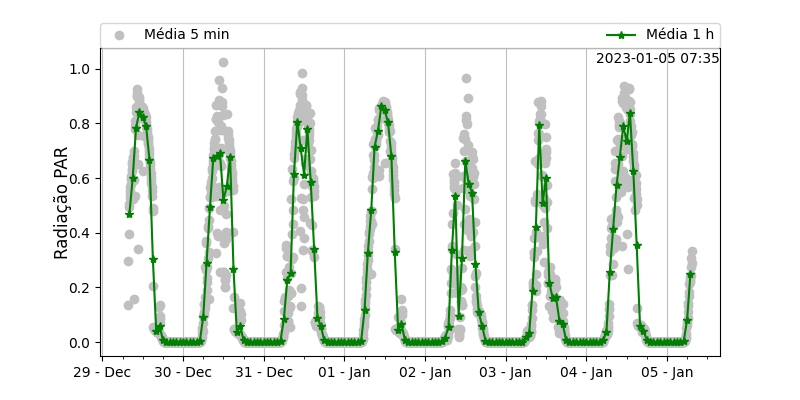 Média 5 min
Média 1 h
2023-01-05 07:35
Radiação PAR
1.0
0.8
0.6
0.4
0.2
0.0
29 - Dec
30 - Dec
31 - Dec
01 - Jan
02 - Jan
03 - Jan
04 - Jan
05 - Jan